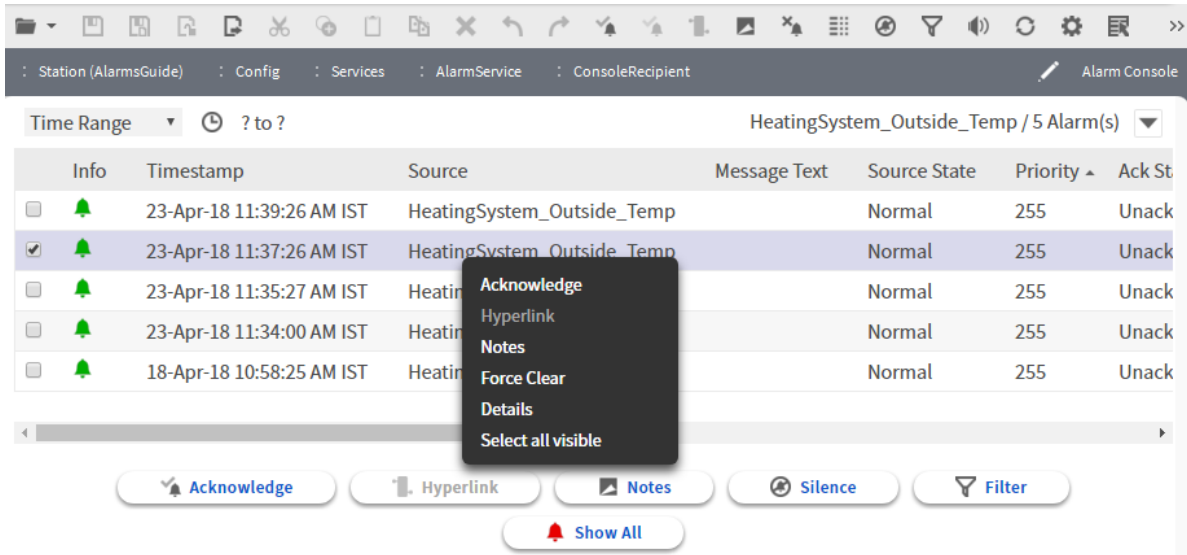 : Station (AlarmsGuide) : Config : Services : AlarmService : ConsoleRecipient Alarm Console
Time Range ? to ? HeatingSystem_Outside_Temp / 5 Alarm(s)
Info Timestamp Source Message Text Source State Priority Ack St
23-Apr-18 11:39:26 AM IST HeatingSystem_Outside_Temp Normal 255 Unack
23-Apr-18 11:37:26 AM IST HeatingSystem_Outside_Temp Normal 255 Unack
Acknowledge
23-Apr-18 11:35:27 AM IST Heatin Normal 255 Unack
Hyperlink
23-Apr-18 11:34:00 AM IST Heatin Normal 255 Unack
Notes
18-Apr-18 10:58:25 AM IST Heatin Normal 255 Unack
Force Clear
Details
Select all visible
Acknowledge Hyperlink Notes Silence Filter
Show All